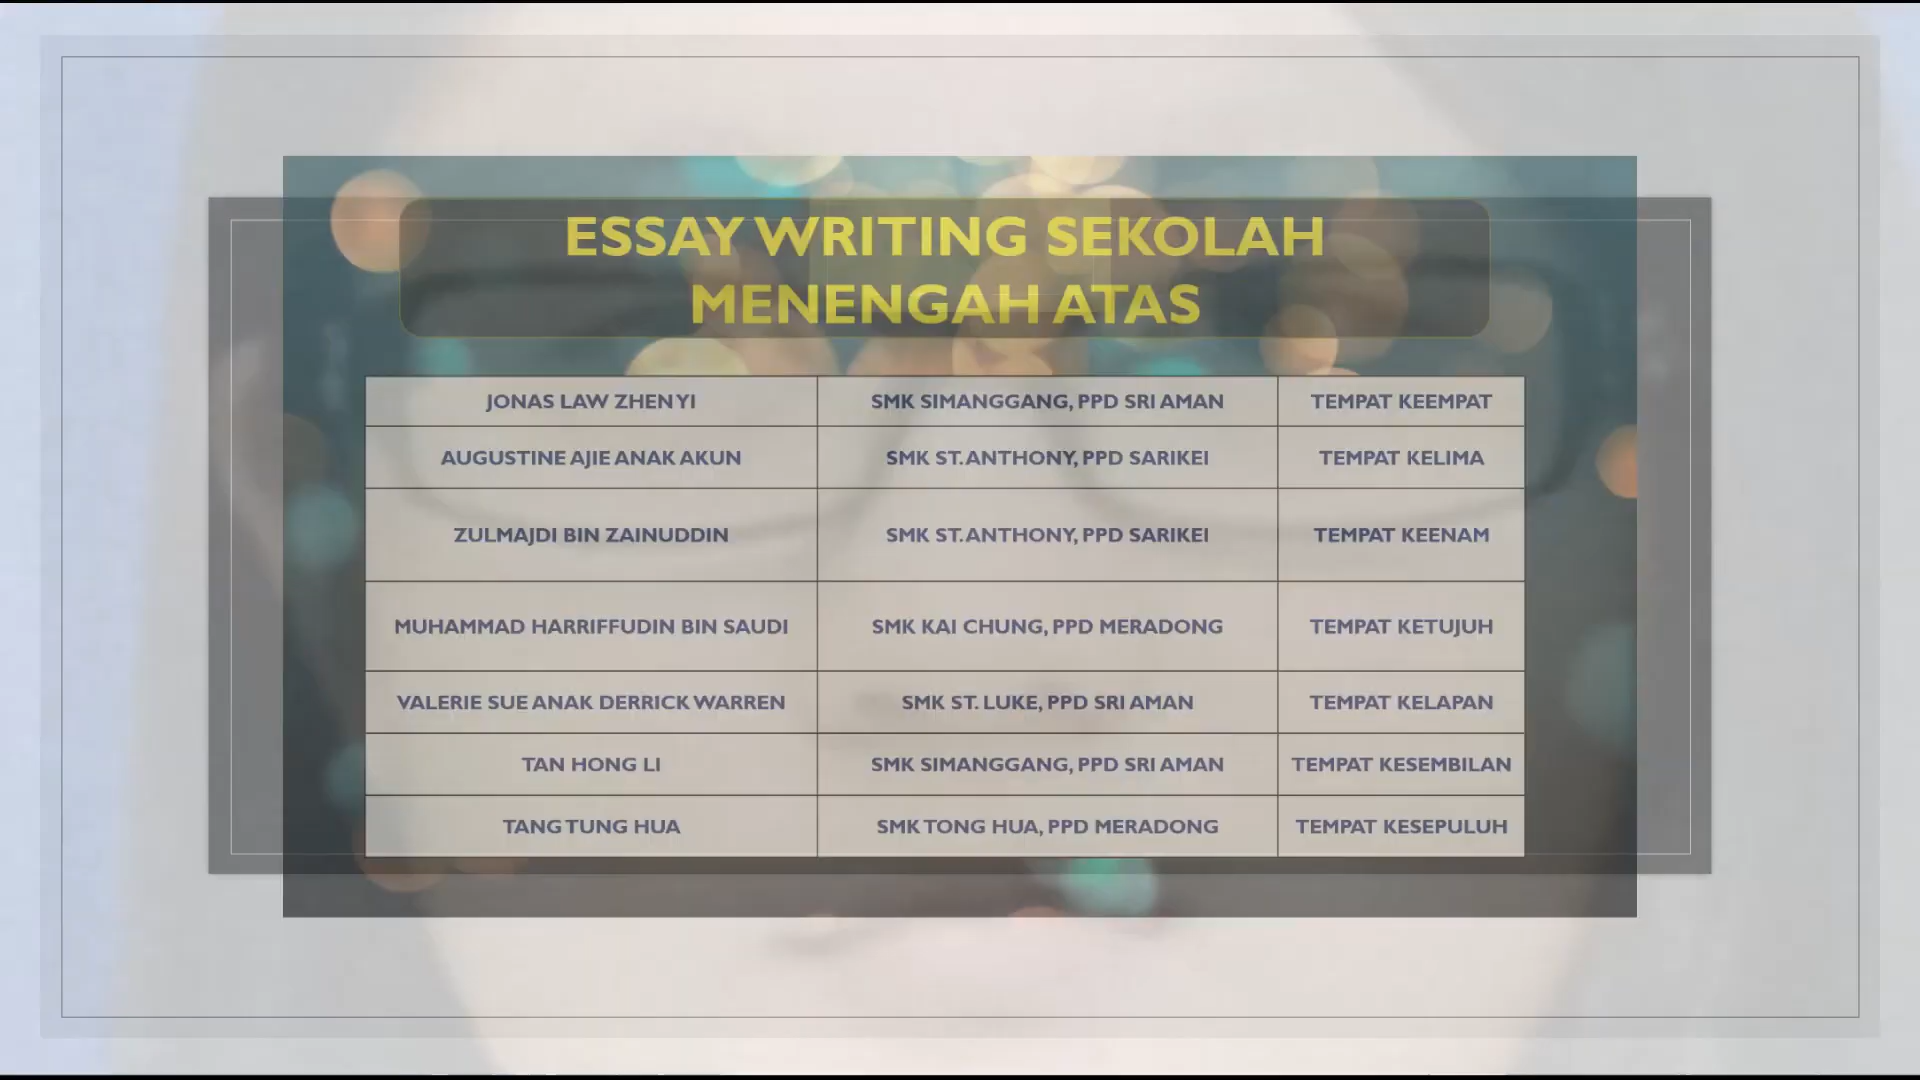 ESSAY WRITING SEKOLAH
MENENGAH ATAS
JONAS LAW ZHEN YI SMK SIMANGGANG, PPD SRI AMAN TEMPAT KEEMPAT
AUGUSTINE AJIE ANAK AKUN SMK ST. ANTHONY, PPD SARIKEI TEMPAT KELIMA
ZULMAJDI BIN ZAINUDDIN SMK ST. ANTHONY, PPD SARIKEI TEMPAT KEENAM
MUHAMMAD HARRIFFUDIN BIN SAUDI SMK KAI CHUNG, PPD MERADONG TEMPAT KETUJUH
VALERIE SUE ANAK DERRICK WARREN SMK ST. LUKE, PPD SRI AMAN TEMPAT KELAPAN
TAN HONG LI SMK SIMANGGANG, PPD SRI AMAN TEMPAT KESEMBILAN
TANG TUNG HUA SMK TONG HUA, PPD MERADONG TEMPAT KESEPULUH